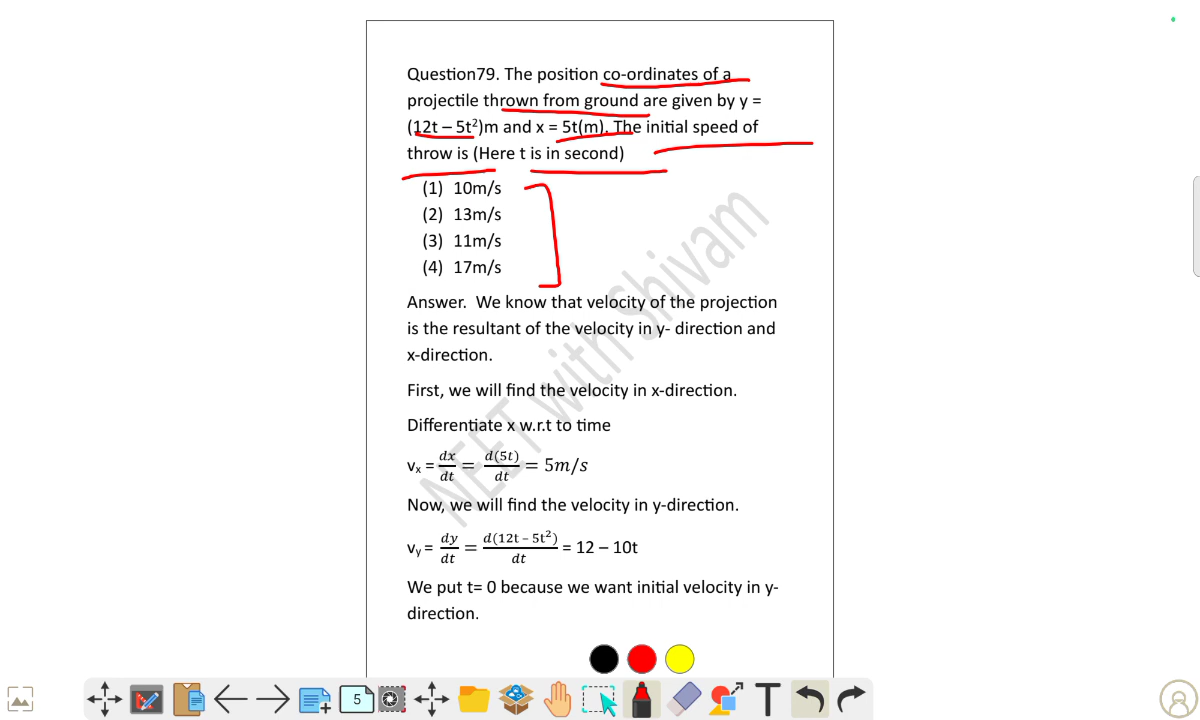 Question79. The position co-ordinates of a
projectile thrown from ground are given by y =
(12t – 5t²)m and x = 5t(m). The initial speed of
throw is (Here t is in second)
(1) 10m/s
(2) 13m/s
(3) 11m/s
(4) 17m/s
Answer. We know that velocity of the projection
is the resultant of the velocity in y- direction and
x-direction.
First, we will find the velocity in x-direction.
Differentiate x w.r.t to time
vₓ = dx/dt = d(5t)/dt = 5m/s
Now, we will find the velocity in y-direction.
v_y = dy/dt = d(12t – 5t²)/dt = 12 – 10t
We put t= 0 because we want initial velocity in y-
direction.
NEET with Shivam
5
T